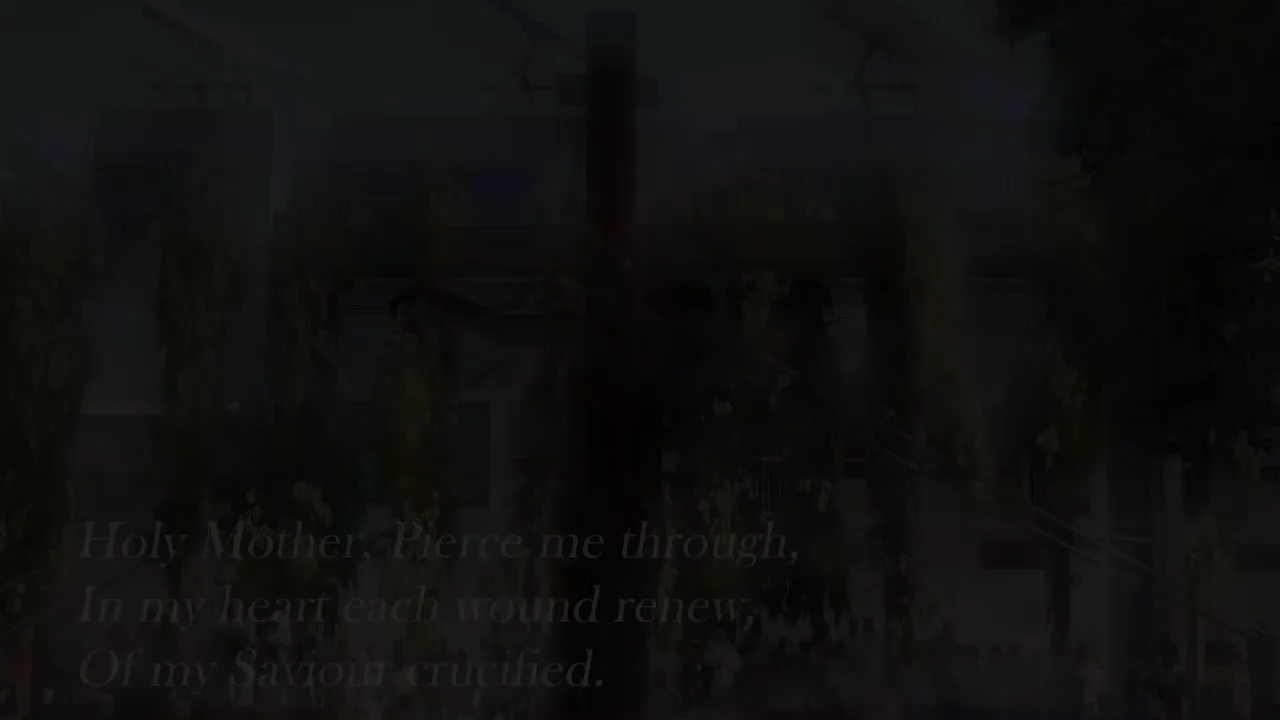 Holy Mother, Pierce me through,
In my heart each wound renew,
Of my Saviour crucified.